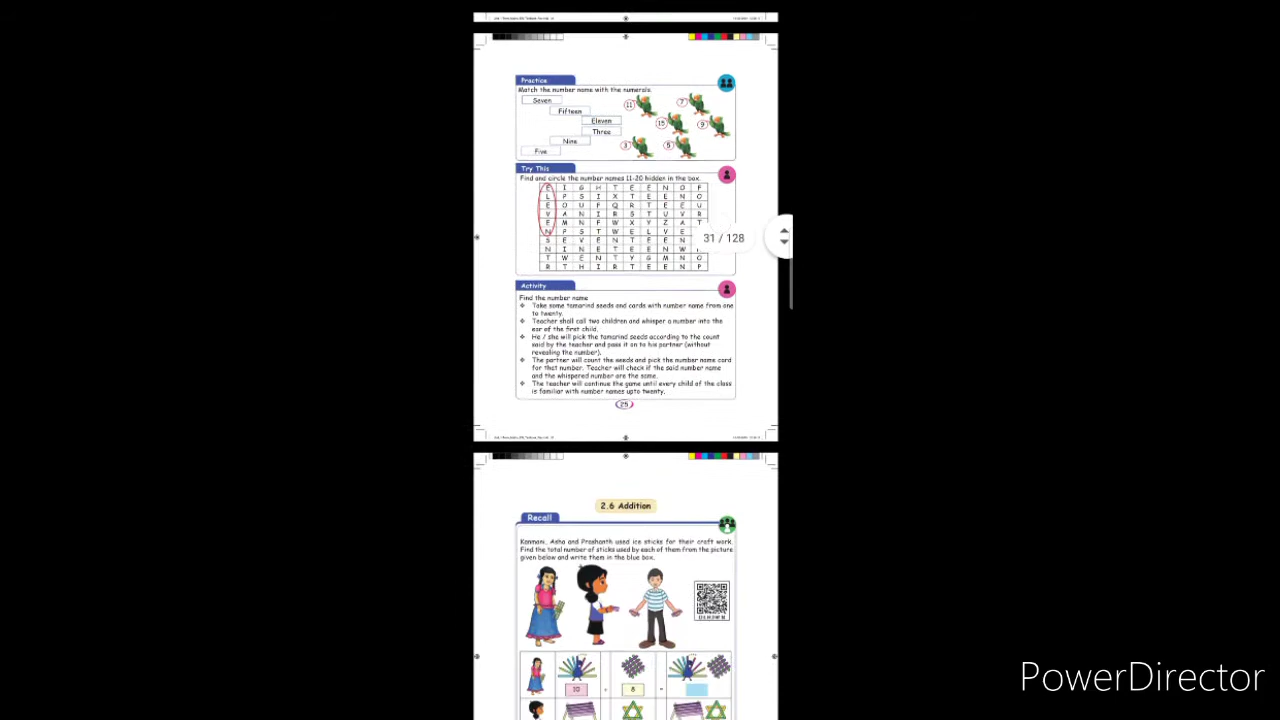 Practice
Match the number name with the numerals.
Seven
Fifteen
Eleven
Three
Nine
Five
11
7
15
9
3
5
Try This
Find and circle the number names 11-20 hidden in the box.
E I G H T E E N O F
L P S I X T E E N O
E O U F Q R T E E U
V A N I R S T U V R
E M N F W X Y Z A T
N P S T W E L V E
S E V E N T E E N
N I N E T E E N W
T W E N T Y G M N O
R T H I R T E E N P
31 / 128
Activity
Find the number name
❖ Take some tamarind seeds and cards with number name from one
to twenty.
❖ Teacher shall call two children and whisper a number into the
ear of the first child.
❖ He / she will pick the tamarind seeds according to the count
said by the teacher and pass it on to his partner (without
revealing the number).
❖ The partner will count the seeds and pick the number name card
for that number. Teacher will check if the said number name
and the whispered number are the same.
❖ The teacher will continue the game until every child of the class
is familiar with number names upto twenty.
25
2.6 Addition
Recall
Kanmani, Asha and Prashanth used ice sticks for their craft work.
Find the total number of sticks used by each of them from the picture
given below and write them in the blue box.
10 + 8 =
PowerDirector